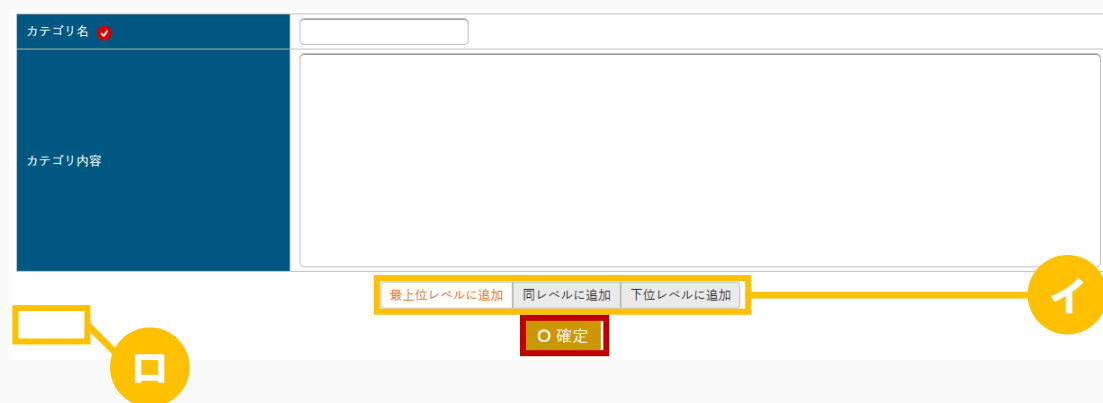 カテゴリ名
カテゴリ内容
最上位レベルに追加 同レベルに追加 下位レベルに追加
イ
確定
ロ